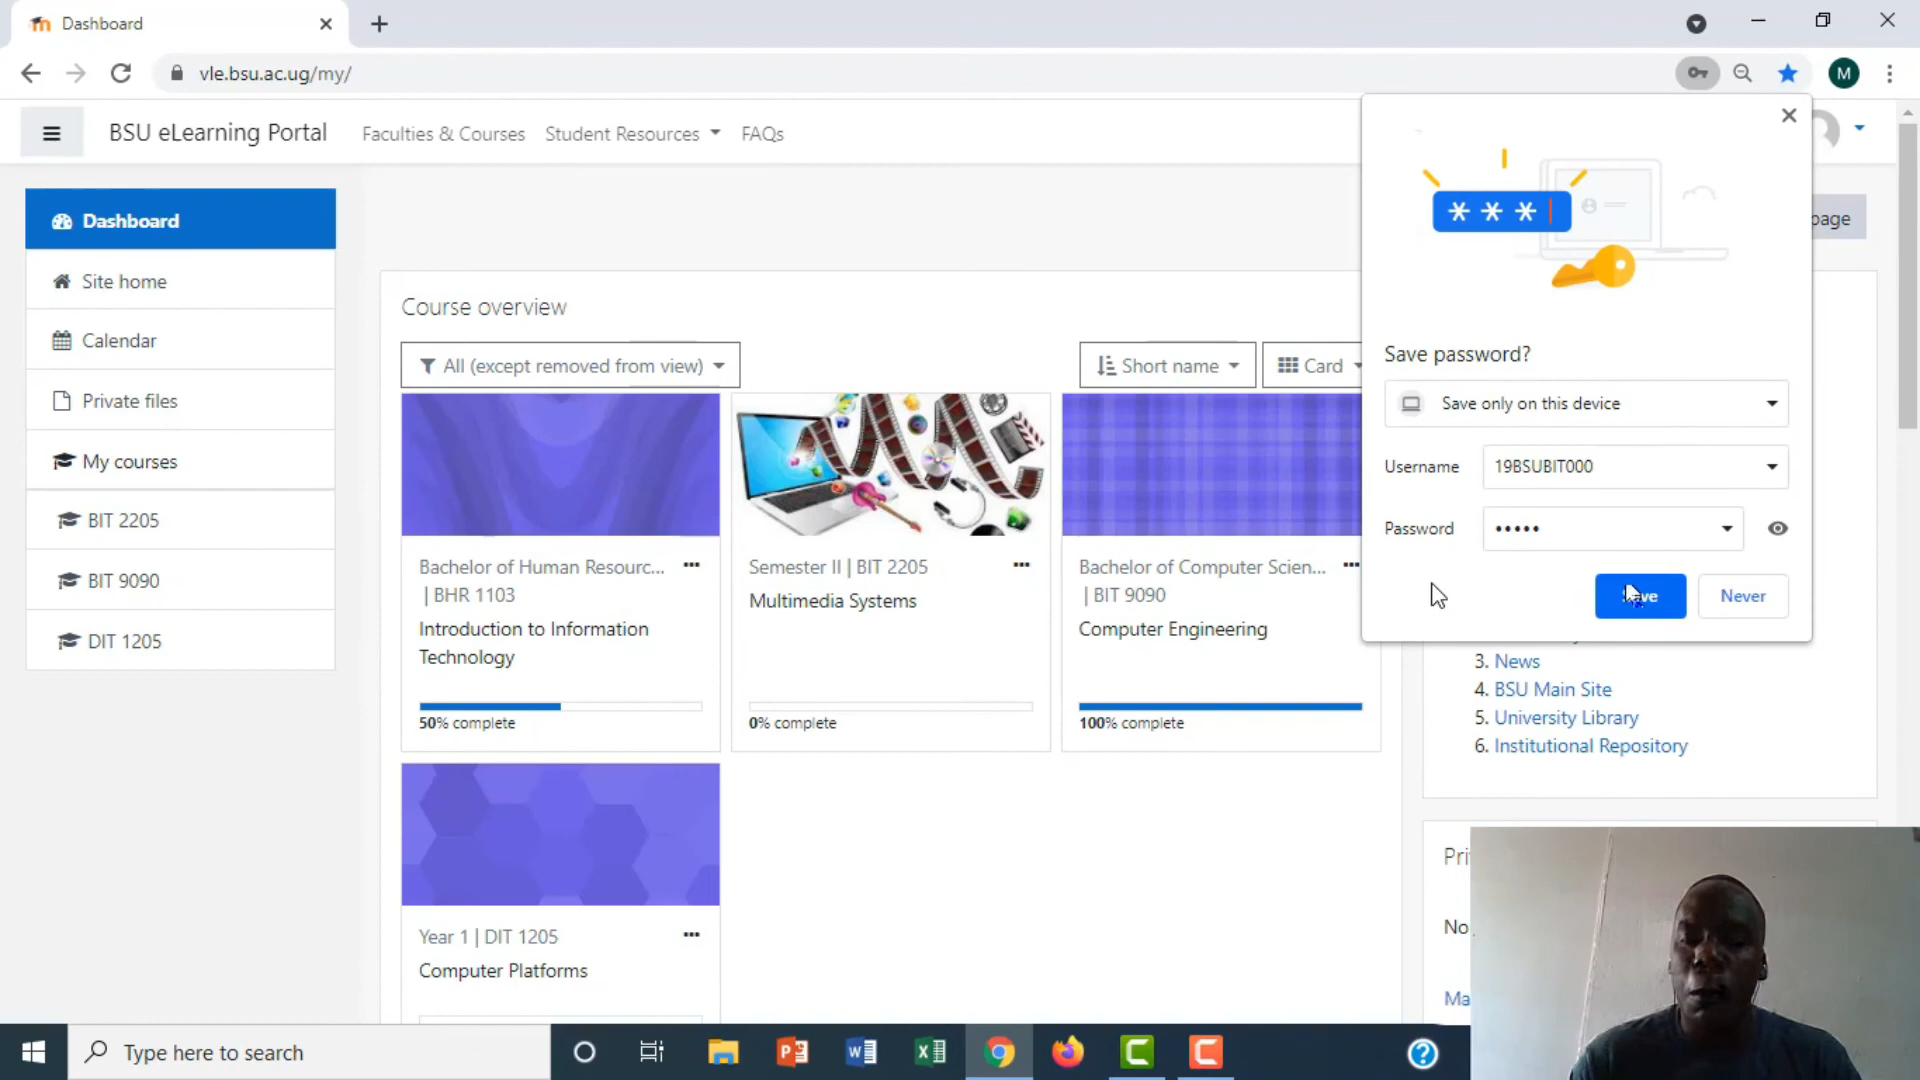 Dashboard
vle.bsu.ac.ug/my/
M
BSU eLearning Portal
Faculties & Courses
Student Resources
FAQs
page
Dashboard
Site home
Calendar
Private files
My courses
BIT 2205
BIT 9090
DIT 1205
Course overview
All (except removed from view)
Short name
Card
Bachelor of Human Resourc...
| BHR 1103
Introduction to Information
Technology
50% complete
Semester II | BIT 2205
Multimedia Systems
0% complete
Bachelor of Computer Scien...
| BIT 9090
Computer Engineering
100% complete
Year 1 | DIT 1205
Computer Platforms
* * *
Save password?
Save only on this device
Username
19BSUBIT000
Password
•••••
Never
3. News
4. BSU Main Site
5. University Library
6. Institutional Repository
Pri
No
Ma
Type here to search